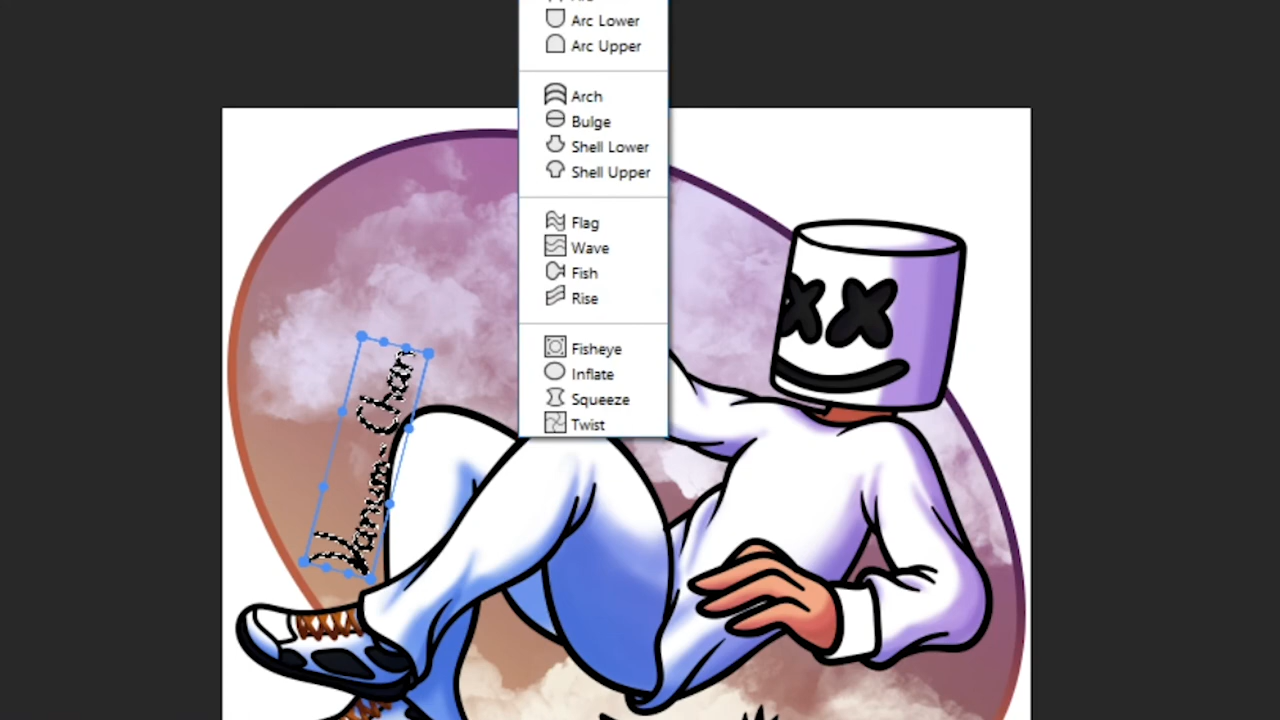 Arc Lower
Arc Upper
Arch
Bulge
Shell Lower
Shell Upper
Flag
Wave
Fish
Rise
Fisheye
Inflate
Squeeze
Twist